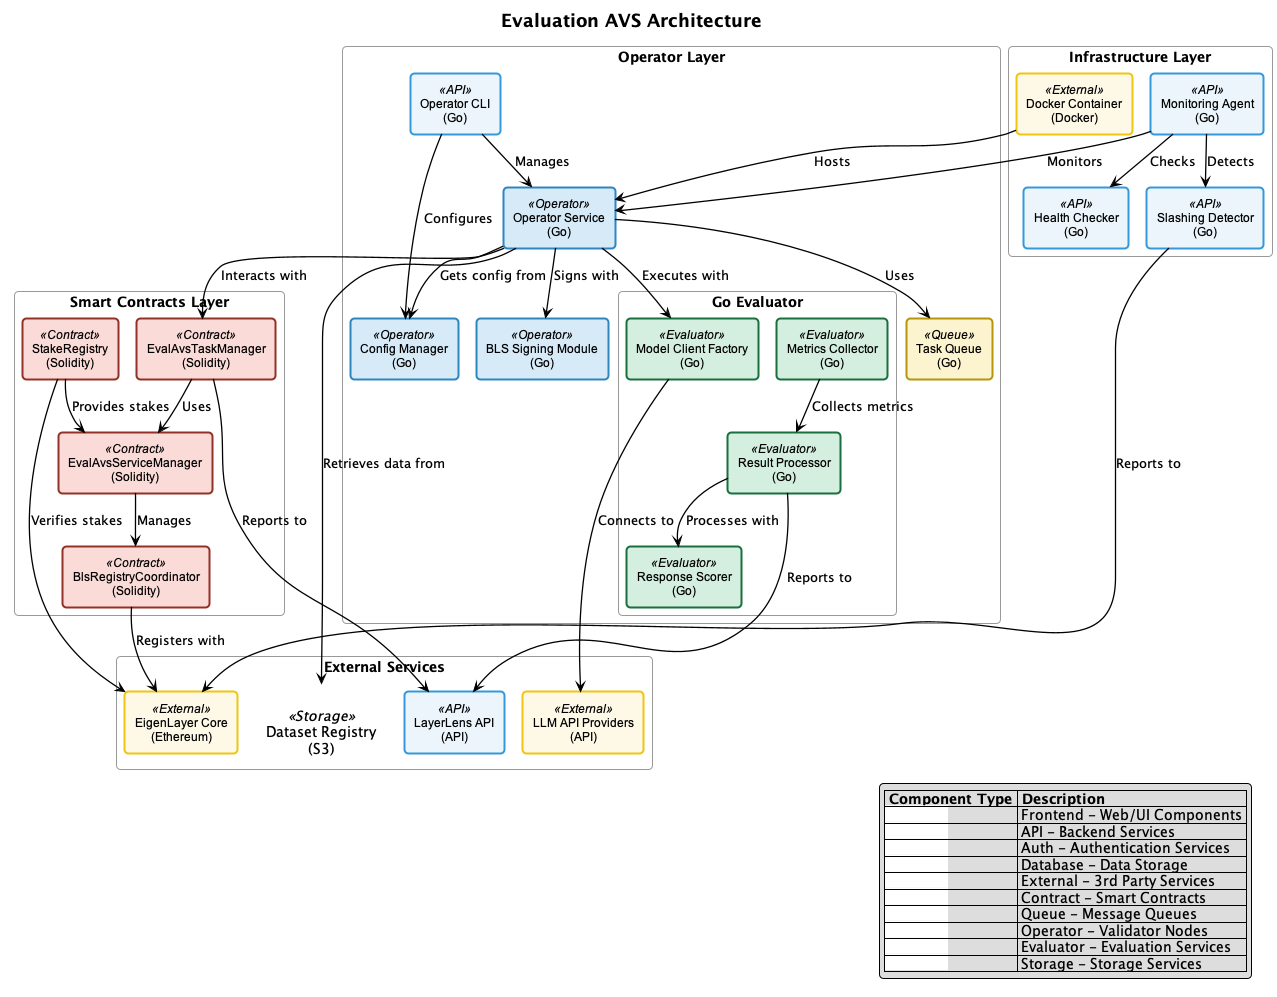 Evaluation AVS Architecture
Operator Layer
Infrastructure Layer
«API»
Operator CLI
(Go)
«External»
Docker Container
(Docker)
«API»
Monitoring Agent
(Go)
Manages
Hosts
Monitors
Checks
Detects
Configures
«Operator»
Operator Service
(Go)
«API»
Health Checker
(Go)
«API»
Slashing Detector
(Go)
Interacts with
Gets config from
Signs with
Executes with
Uses
Smart Contracts Layer
Go Evaluator
«Contract»
StakeRegistry
(Solidity)
«Contract»
EvalAvsTaskManager
(Solidity)
«Operator»
Config Manager
(Go)
«Operator»
BLS Signing Module
(Go)
«Evaluator»
Model Client Factory
(Go)
«Evaluator»
Metrics Collector
(Go)
«Queue»
Task Queue
(Go)
Provides stakes
Uses
Collects metrics
«Contract»
EvalAvsServiceManager
(Solidity)
Retrieves data from
«Evaluator»
Result Processor
(Go)
Reports to
Verifies stakes
Manages
Reports to
Connects to
Processes with
«Contract»
BlsRegistryCoordinator
(Solidity)
«Evaluator»
Response Scorer
(Go)
Reports to
Registers with
External Services
«External»
EigenLayer Core
(Ethereum)
«Storage»
Dataset Registry
(S3)
«API»
LayerLens API
(API)
«External»
LLM API Providers
(API)
Component Type Description
Frontend – Web/UI Components
API – Backend Services
Auth – Authentication Services
Database – Data Storage
External – 3rd Party Services
Contract – Smart Contracts
Queue – Message Queues
Operator – Validator Nodes
Evaluator – Evaluation Services
Storage – Storage Services